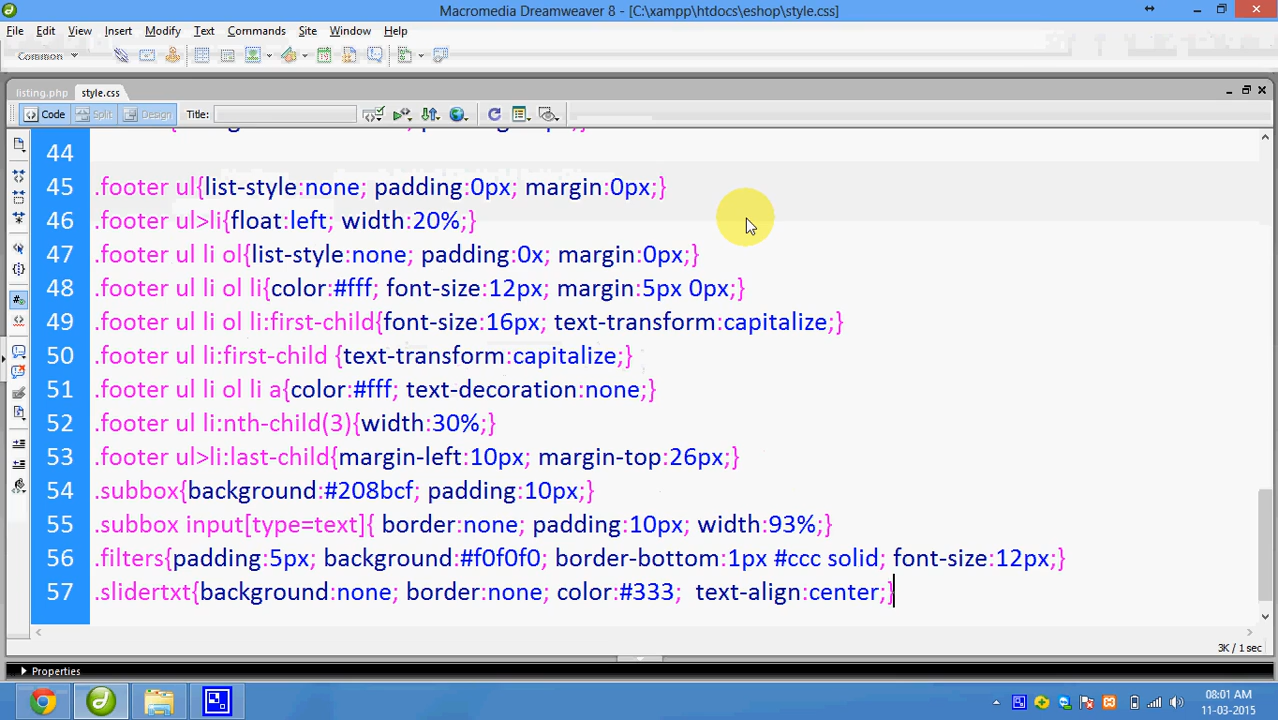 Macromedia Dreamweaver 8 - [C:\xampp\htdocs\eshop\style.css]
File Edit View Insert Modify Text Commands Site Window Help
Common
listing.php style.css
Code Split Design Title:
44
45 .footer ul{list-style:none; padding:0px; margin:0px;}
46 .footer ul>li{float:left; width:20%;}
47 .footer ul li ol{list-style:none; padding:0x; margin:0px;}
48 .footer ul li ol li{color:#fff; font-size:12px; margin:5px 0px;}
49 .footer ul li ol li:first-child{font-size:16px; text-transform:capitalize;}
50 .footer ul li:first-child {text-transform:capitalize;}
51 .footer ul li ol li a{color:#fff; text-decoration:none;}
52 .footer ul li:nth-child(3){width:30%;}
53 .footer ul>li:last-child{margin-left:10px; margin-top:26px;}
54 .subbox{background:#208bcf; padding:10px;}
55 .subbox input[type=text]{ border:none; padding:10px; width:93%;}
56 .filters{padding:5px; background:#f0f0f0; border-bottom:1px #ccc solid; font-size:12px;}
57 .slidertxt{background:none; border:none; color:#333;  text-align:center;}
3K / 1 sec
Properties
08:01 AM
11-03-2015